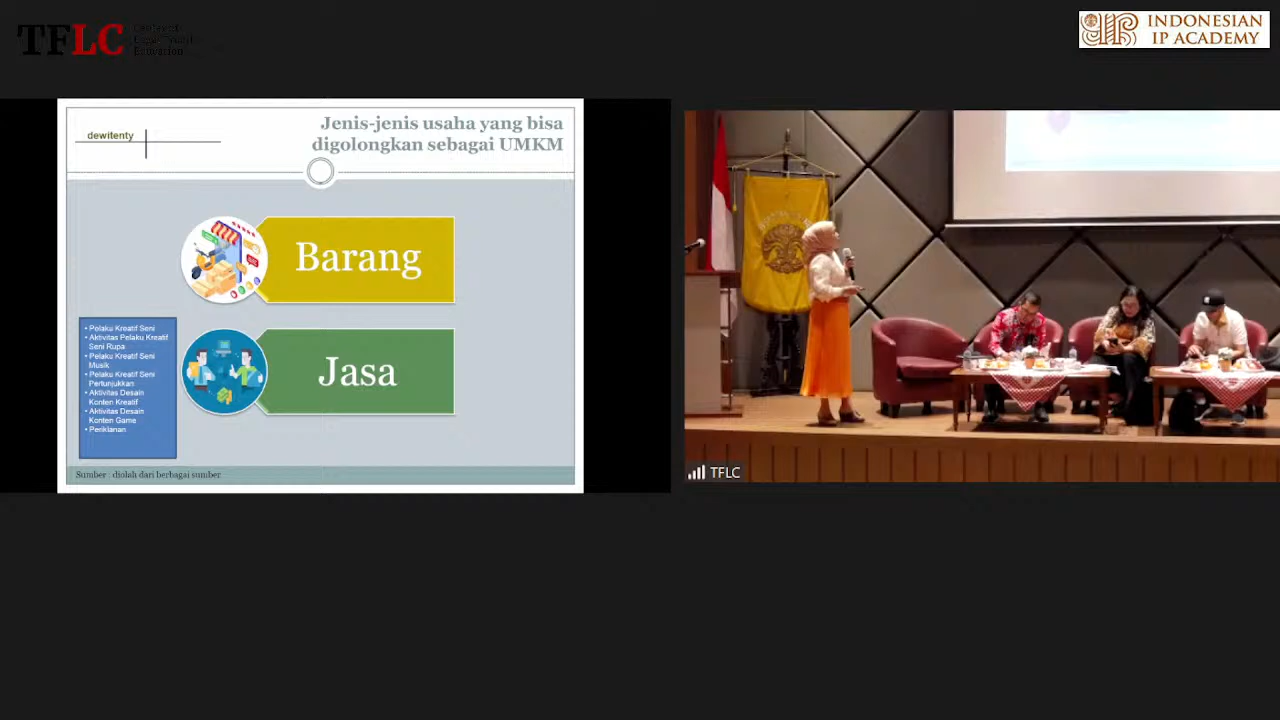 TFLC
INDONESIAN
IP ACADEMY
dewitenty
Jenis-jenis usaha yang bisa
digolongkan sebagai UMKM
Barang
Jasa
• Pelaku Kreatif Seni
• Aktivitas Pelaku Kreatif
Seni Rupa
• Pelaku Kreatif Seni
Musik
• Pelaku Kreatif Seni
Pertunjukkan
• Aktivitas Desain
Konten Kreatif
• Aktivitas Desain
Konten Game
• Periklanan
Sumber : diolah dari berbagai sumber
TFLC